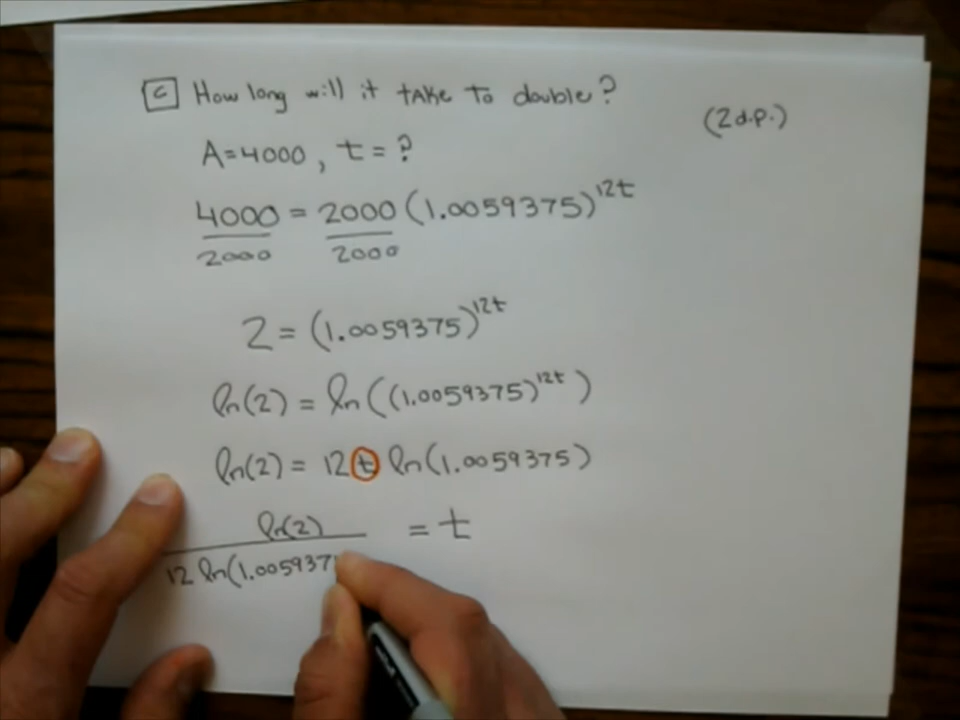 c How long will it take to double?
(2d.p.)
A=4000, t=?
4000 = 2000 (1.0059375)^12t
2000 2000
2 = (1.0059375)^12t
ln(2) = ln((1.0059375)^12t)
ln(2) = 12 t ln(1.0059375)
ln(2) = t
12 ln(1.005937